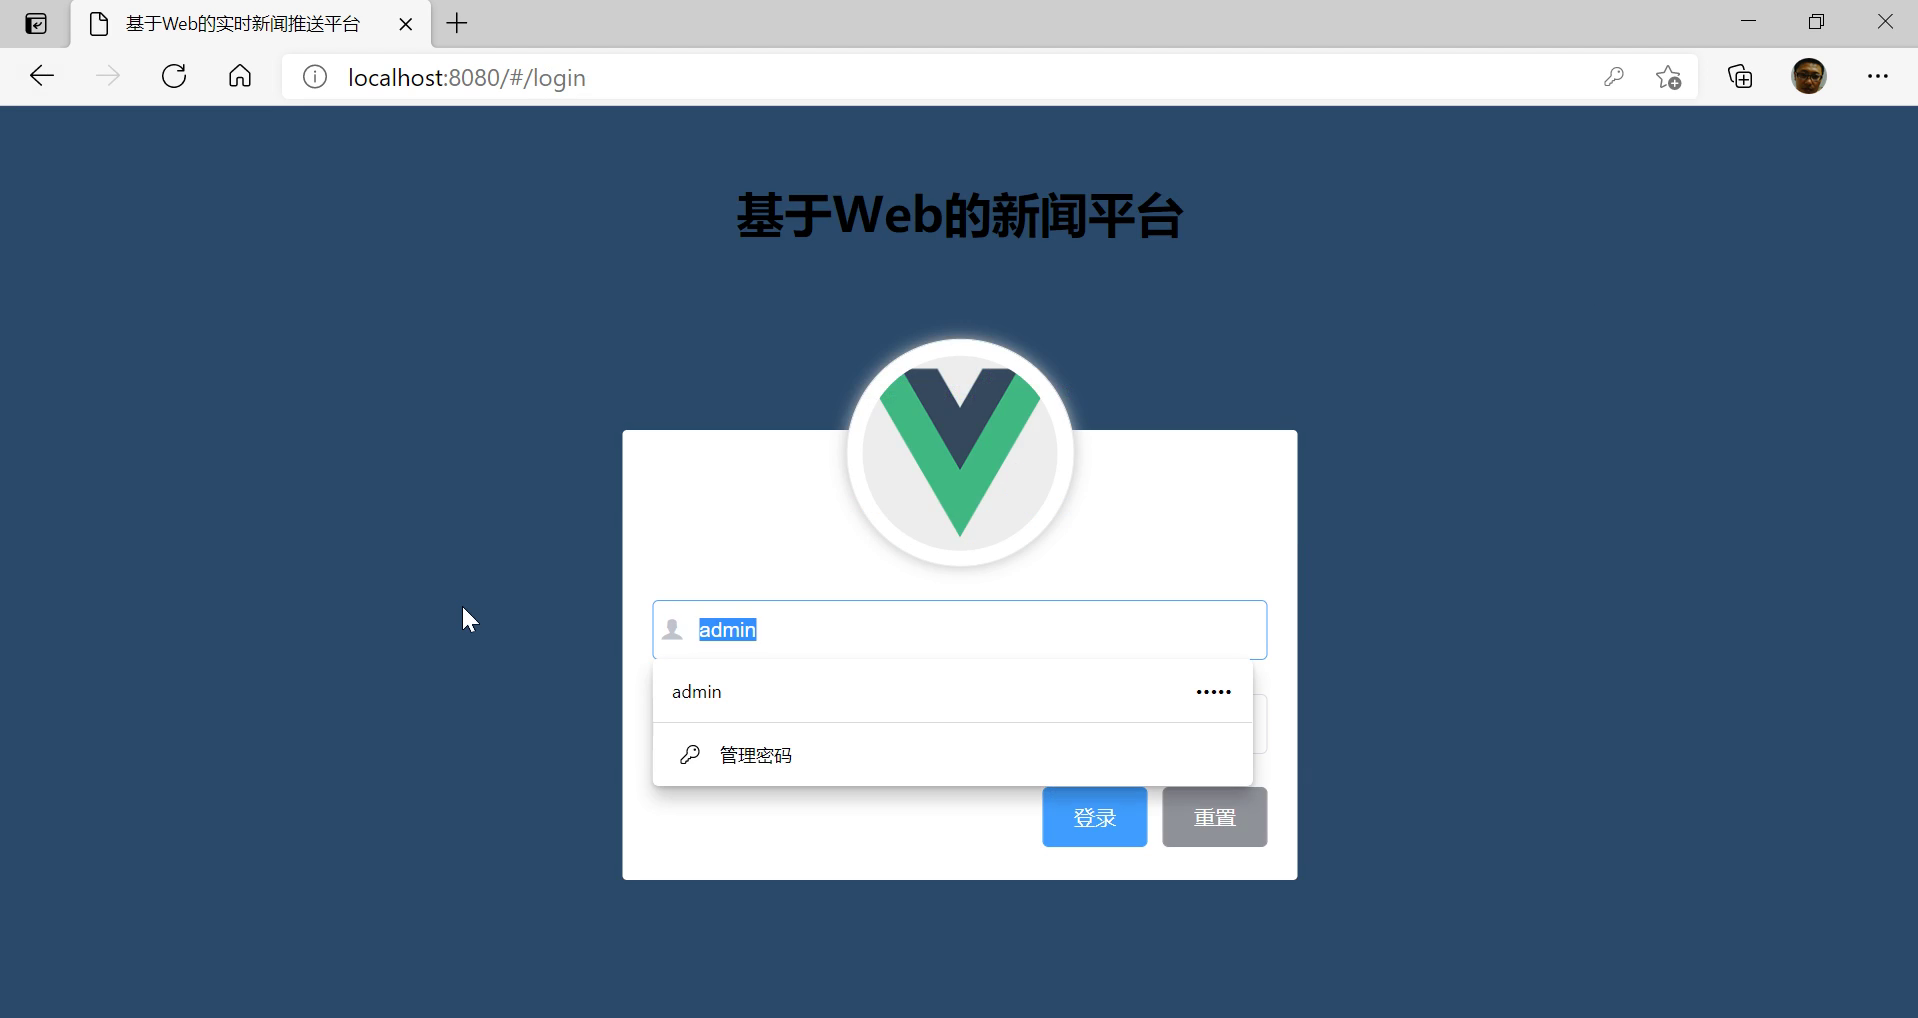 基于Web的实时新闻推送平台
localhost:8080/#/login
基于Web的新闻平台
admin
admin •••••
管理密码
登录 重置